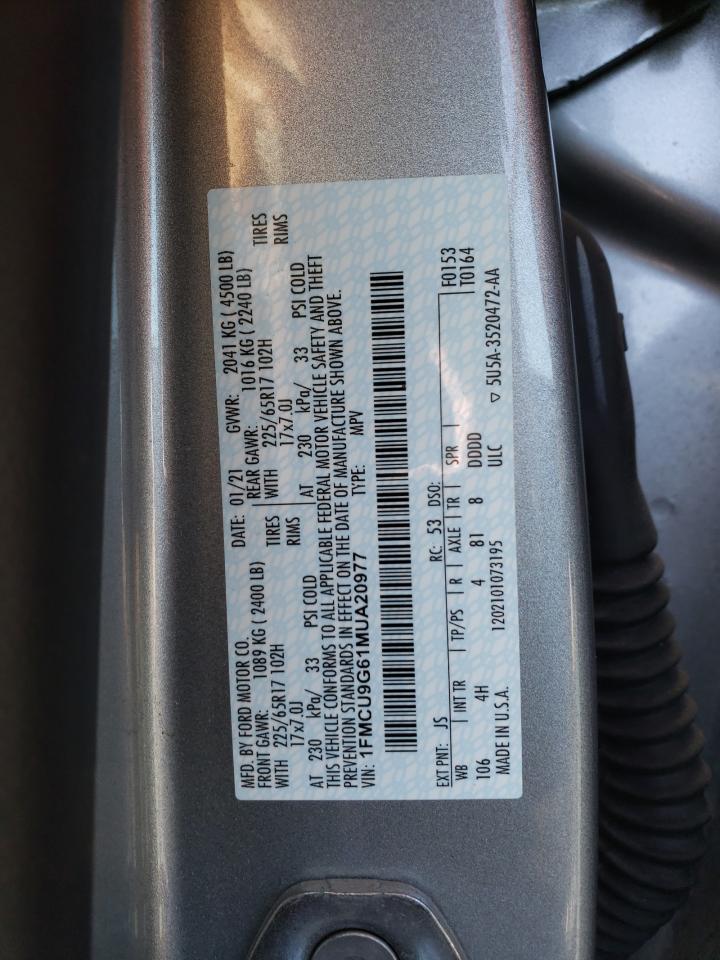 MFD. BY FORD MOTOR CO. DATE: 01/21 GVWR: 2041 KG ( 4500 LB)
FRONT GAWR: 1089 KG ( 2400 LB) REAR GAWR: 1016 KG ( 2240 LB)
WITH 225/65R17 102H TIRES WITH 225/65R17 102H TIRES
17x7.0J RIMS 17x7.0J RIMS
AT 230 kPa/ 33 PSI COLD AT 230 kPa/ 33 PSI COLD
THIS VEHICLE CONFORMS TO ALL APPLICABLE FEDERAL MOTOR VEHICLE SAFETY AND THEFT
PREVENTION STANDARDS IN EFFECT ON THE DATE OF MANUFACTURE SHOWN ABOVE.
VIN: 1FMCU9G61MUA20977 TYPE: MPV
EXT PNT: JS RC: 53 DSO: F0153
WB | INT TR | TP/PS | R | AXLE | TR | SPR | T0164
106 4H 4 81 8 DDDD
MADE IN U.S.A. 1202101073195 ULC ▽ 5U5A-3520472-AA